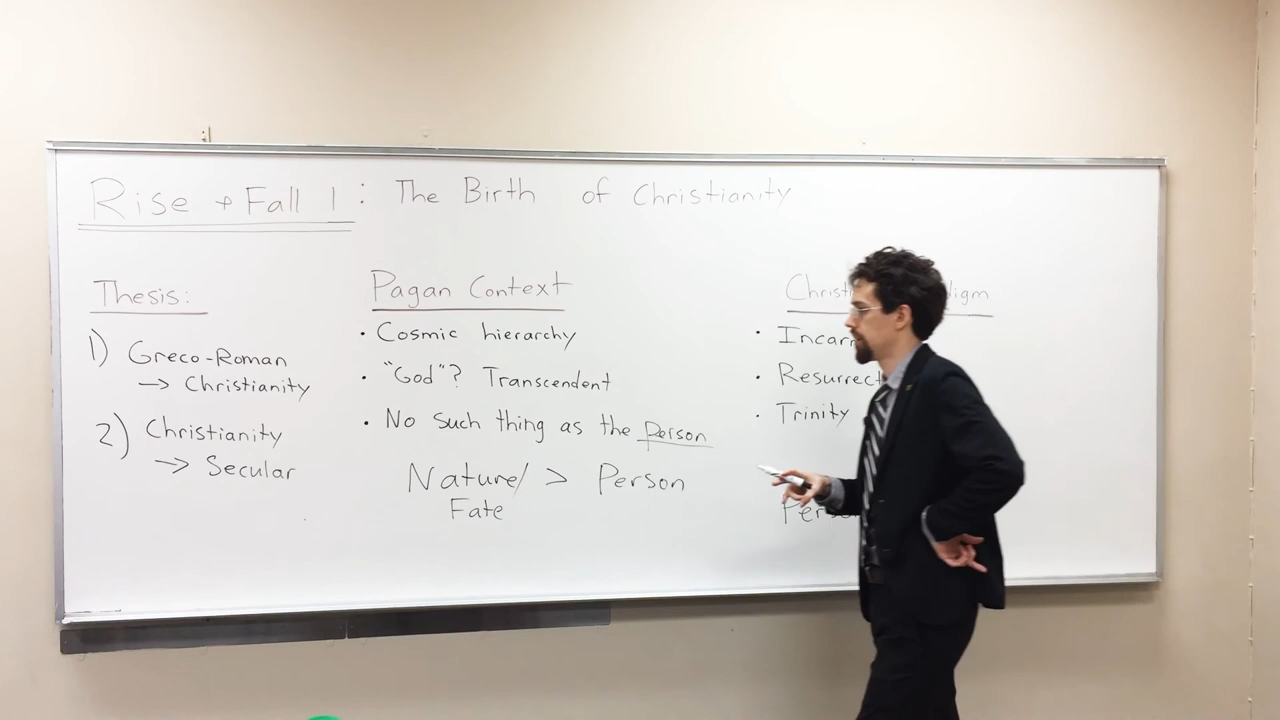 Rise + Fall 1: The Birth of Christianity
Thesis:
1) Greco-Roman
→ Christianity
2) Christianity
→ Secular
Pagan Context
• Cosmic hierarchy
• "God"? Transcendent
• No such thing as the person
Nature/ > Person
Fate
• Trinity